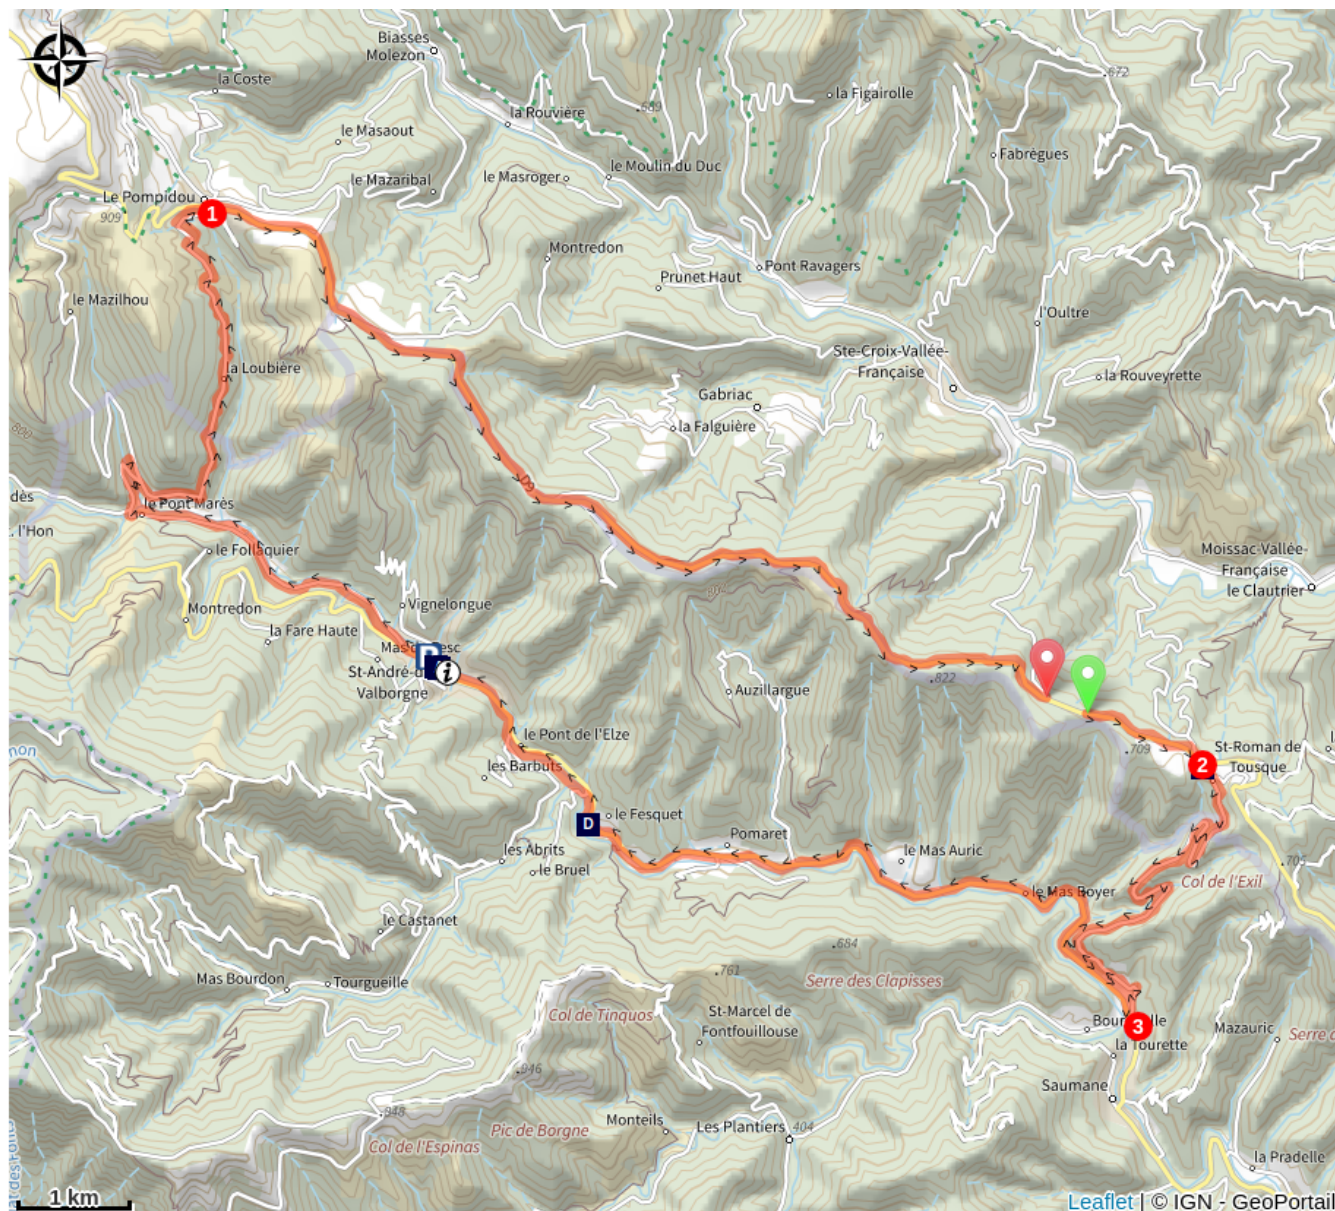 Biasses
Molezon
la Coste
672
la Figairolle
689
la Rouvière
le Masaout
Fabrègues
le Moulin du Duc
le Masroger
le Mazaribal
Le Pompidou
1
909
Montredon
Pont Ravagers
Prunet Haut
le Mazilhou
l'Oultre
Ste-Croix-Vallée-
Française
la Loubière
la Rouveyrette
Gabriac
la Falguière
800
D9
dès
le Pont Marès
l'Hon
le Follaquier
Moissac-Vallée-
Française
le Clautrier
Vignelongue
Montredon
la Fare Haute
i
St-André-d
Valborgne
822
Auzillargue
le Pont de l'Elze
709
St-Roman de
Tousque
2
les Barbuts
D
le Fesquet
Pomaret
les Abrits
le Bruel
le Mas Auric
705
Col de l'Exil
le Mas Boyer
le Castanet
684
761
Mas Bourdon
Tourgueille
Serre des Clapisses
Col de Tinquos
St-Marcel de
Fontfouillouse
3
la Tourette
Mazauric
946
Saumane
948
Monteils
Les Plantiers
404
Pic de Borgne
Col de l'Espinas
la Pradelle
1 km
Leaflet | © IGN - GeoPortail